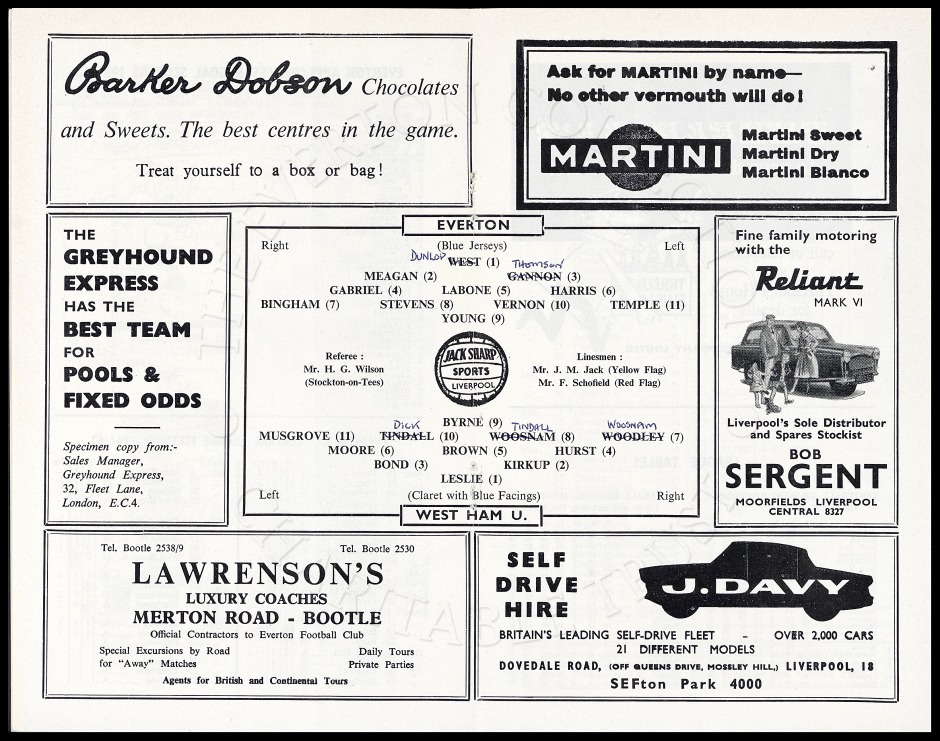 Barker Dobson Chocolates
and Sweets. The best centres in the game.
Treat yourself to a box or bag!
Ask for MARTINI by name—
No other vermouth will do!
MARTINI
Martini Sweet
Martini Dry
Martini Bianco
THE
GREYHOUND
EXPRESS
HAS THE
BEST TEAM
FOR
POOLS &
FIXED ODDS
Specimen copy from:-
Sales Manager,
Greyhound Express,
32, Fleet Lane,
London, E.C.4.
EVERTON
Right (Blue Jerseys) Left
DUNLOP WEST (1) Thomson
MEAGAN (2) GANNON (3)
GABRIEL (4) LABONE (5) HARRIS (6)
BINGHAM (7) STEVENS (8) VERNON (10) TEMPLE (11)
YOUNG (9)
Referee :
Mr. H. G. Wilson
(Stockton-on-Tees)
JACK SHARP
SPORTS
LIVERPOOL
Linesmen :
Mr. J. M. Jack (Yellow Flag)
Mr. F. Schofield (Red Flag)
BYRNE (9)
DICK TINDALL WOOSNAM
MUSGROVE (11) TINDALL (10) WOOSNAM (8) WOODLEY (7)
MOORE (6) BROWN (5) HURST (4)
BOND (3) KIRKUP (2)
LESLIE (1)
Left (Claret with Blue Facings) Right
WEST HAM U.
Fine family motoring
with the
Reliant
MARK VI
Liverpool's Sole Distributor
and Spares Stockist
BOB
SERGENT
MOORFIELDS LIVERPOOL
CENTRAL 8327
Tel. Bootle 2538/9 Tel. Bootle 2530
LAWRENSON'S
LUXURY COACHES
MERTON ROAD - BOOTLE
Official Contractors to Everton Football Club
Special Excursions by Road
for "Away" Matches
Daily Tours
Private Parties
Agents for British and Continental Tours
SELF
DRIVE
HIRE
J. DAVY
BRITAIN'S LEADING SELF-DRIVE FLEET – OVER 2,000 CARS
21 DIFFERENT MODELS
DOVEDALE ROAD, (OFF QUEENS DRIVE, MOSSLEY HILL,) LIVERPOOL, 18
SEFton Park 4000